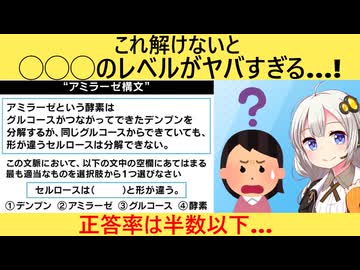 これ解けないと
◯◯◯のレベルがヤバすぎる...!
“アミラーゼ構文”
アミラーゼという酵素は
グルコースがつながってできたデンプンを
分解するが、同じグルコースからできていても、
形が違うセルロースは分解できない。
この文脈において、以下の文中の空欄にあてはまる
最も適当なものを選択肢から1つ選びなさい
セルロースは（　　　）と形が違う。
①デンプン ②アミラーゼ ③グルコース ④酵素
?
正答率は半数以下...